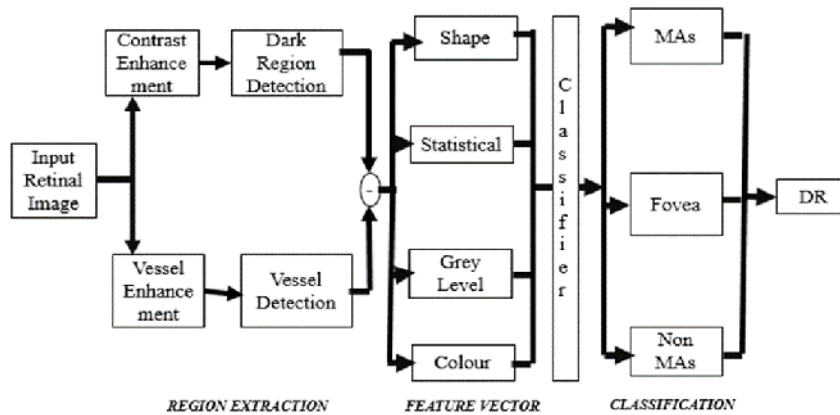 Contrast
Enhance
ment
Dark
Region
Detection
Input
Retinal
Image
-
Vessel
Enhance
ment
Vessel
Detection
Shape
Statistical
Grey
Level
Colour
C
l
a
s
s
i
f
i
e
r
MAs
Fovea
Non
MAs
DR
REGION EXTRACTION
FEATURE VECTOR
CLASSIFICATION